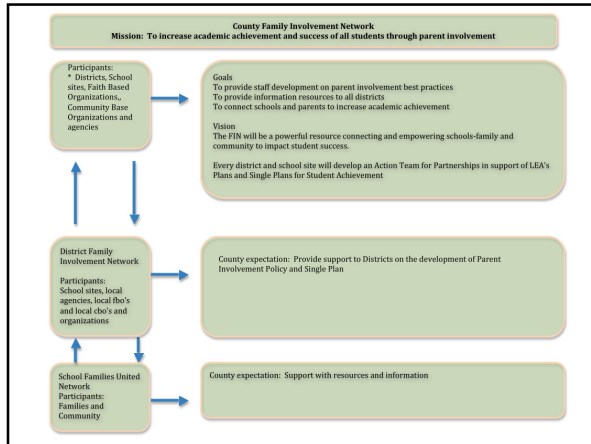 County Family Involvement Network
Mission:  To increase academic achievement and success of all students through parent involvement
Participants:
* Districts, School
sites, Faith Based
Organizations,,
Community Base
Organizations and
agencies
Goals
To provide staff development on parent involvement best practices
To provide information resources to all districts
To connect schools and parents to increase academic achievement
Vision
The FIN will be a powerful resource connecting and empowering schools-family and
community to impact student success.
Every district and school site will develop an Action Team for Partnerships in support of LEA's
Plans and Single Plans for Student Achievement
District Family
Involvement Network
Participants:
School sites, local
agencies, local fbo's
and local cbo's and
organizations
County expectation:  Provide support to Districts on the development of Parent
Involvement Policy and Single Plan
School Families United
Network
Participants:
Families and
Community
County expectation:  Support with resources and information